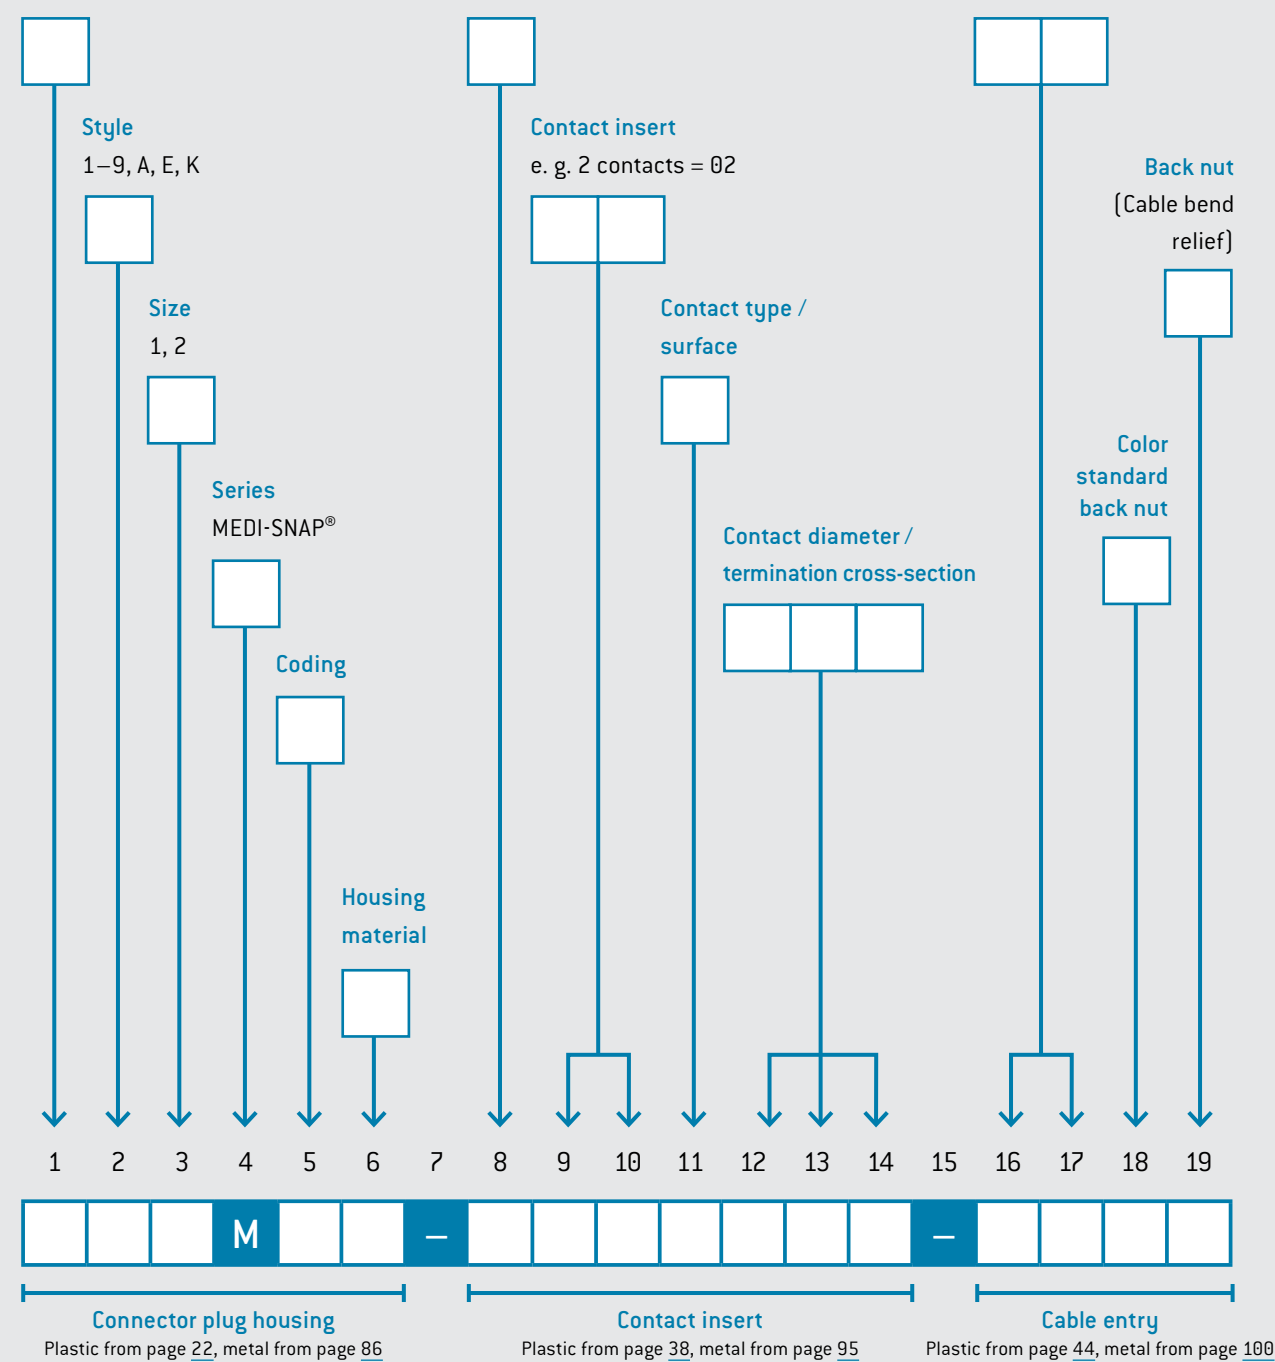 Style
1–9, A, E, K
Size
1, 2
Series
MEDI-SNAP®
Coding
Housing
material
Contact insert
e. g. 2 contacts = 02
Contact type /
surface
Contact diameter /
termination cross-section
Back nut
(Cable bend
relief)
Color
standard
back nut
1 2 3 4 5 6 7 8 9 10 11 12 13 14 15 16 17 18 19
M – –
Connector plug housing
Plastic from page 22, metal from page 86
Contact insert
Plastic from page 38, metal from page 95
Cable entry
Plastic from page 44, metal from page 100